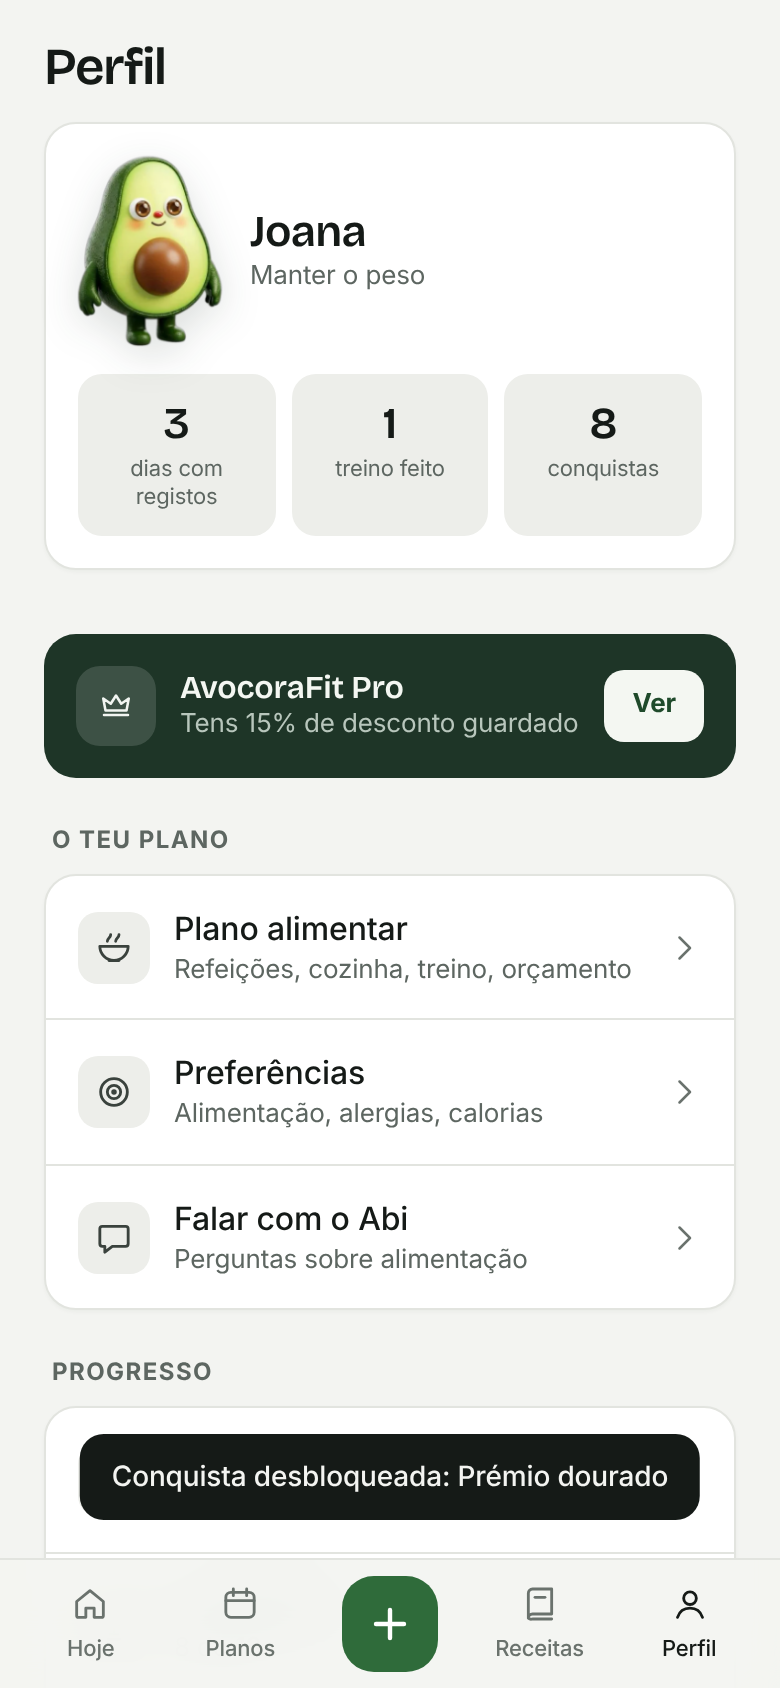 Perfil
Joana
Manter o peso
3
dias com
registos
1
treino feito
8
conquistas
AvocoraFit Pro
Tens 15% de desconto guardado
Ver
O TEU PLANO
Plano alimentar
Refeições, cozinha, treino, orçamento
Preferências
Alimentação, alergias, calorias
Falar com o Abi
Perguntas sobre alimentação
PROGRESSO
Conquista desbloqueada: Prémio dourado
Hoje
Planos
Receitas
Perfil